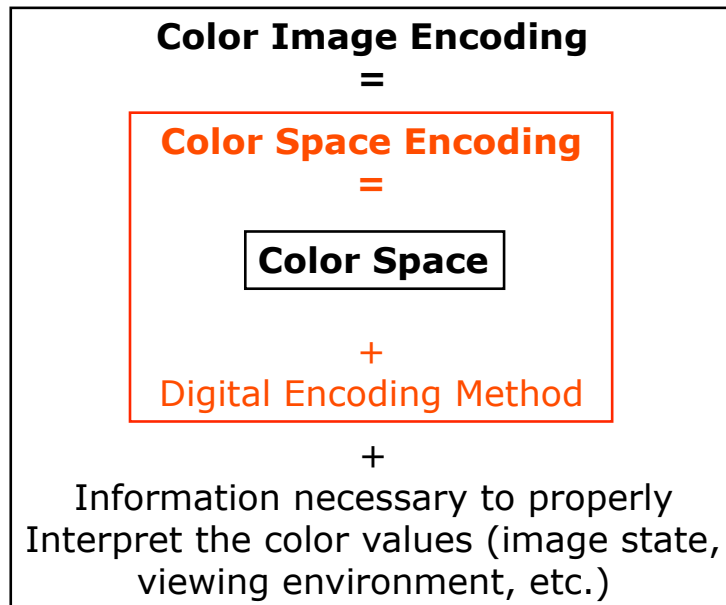 Color Image Encoding
=
Color Space Encoding
=
Color Space
+
Digital Encoding Method
+
Information necessary to properly
Interpret the color values (image state,
viewing environment, etc.)